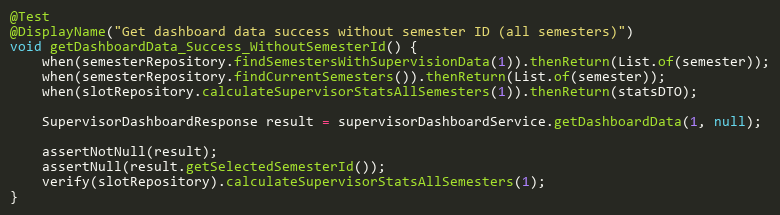 @Test
@DisplayName("Get dashboard data success without semester ID (all semesters)")
void getDashboardData_Success_WithoutSemesterId() {
    when(semesterRepository.findSemestersWithSupervisionData(1)).thenReturn(List.of(semester));
    when(semesterRepository.findCurrentSemesters()).thenReturn(List.of(semester));
    when(slotRepository.calculateSupervisorStatsAllSemesters(1)).thenReturn(statsDTO);

    SupervisorDashboardResponse result = supervisorDashboardService.getDashboardData(1, null);

    assertNotNull(result);
    assertNull(result.getSelectedSemesterId());
    verify(slotRepository).calculateSupervisorStatsAllSemesters(1);
}